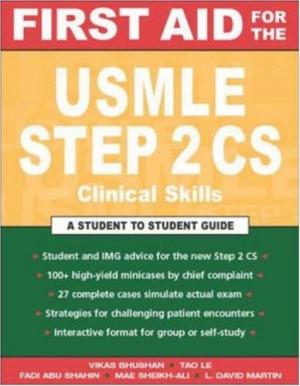 FIRST AID FOR THE
USMLE
STEP 2 CS
Clinical Skills
A STUDENT TO STUDENT GUIDE
Student and IMG advice for the new Step 2 CS
100+ high-yield minicases by chief complaint
27 complete cases simulate actual exam
Strategies for challenging patient encounters
Interactive format for group or self-study
VIKAS BHUSHAN • TAO LE
FADI ABU SHAHIN • MAE SHEIKH-ALI • L. DAVID MARTIN